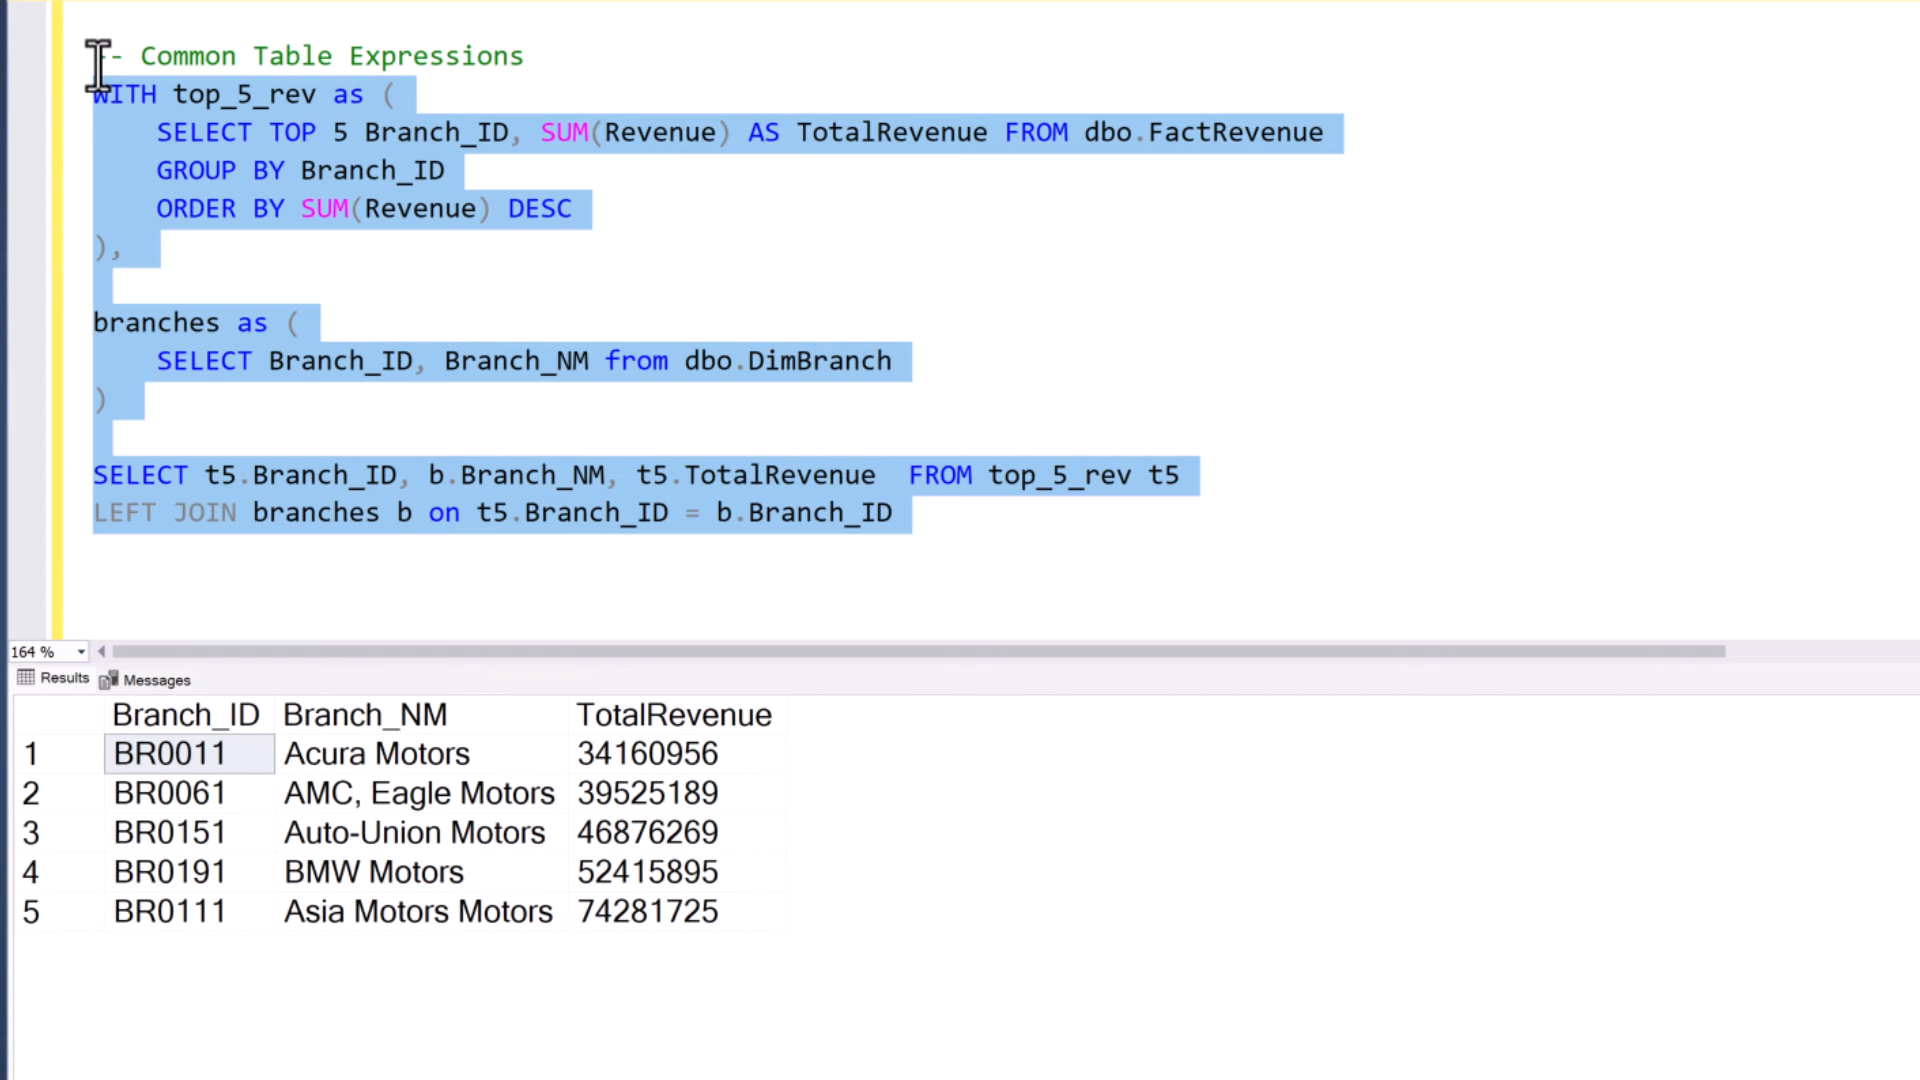 -- Common Table Expressions
WITH top_5_rev as (
SELECT TOP 5 Branch_ID, SUM(Revenue) AS TotalRevenue FROM dbo.FactRevenue
GROUP BY Branch_ID
ORDER BY SUM(Revenue) DESC
),
branches as (
SELECT Branch_ID, Branch_NM from dbo.DimBranch
)
SELECT t5.Branch_ID, b.Branch_NM, t5.TotalRevenue  FROM top_5_rev t5
LEFT JOIN branches b on t5.Branch_ID = b.Branch_ID
164 %
Results Messages
Branch_ID Branch_NM TotalRevenue
1 BR0011 Acura Motors 34160956
2 BR0061 AMC, Eagle Motors 39525189
3 BR0151 Auto-Union Motors 46876269
4 BR0191 BMW Motors 52415895
5 BR0111 Asia Motors Motors 74281725